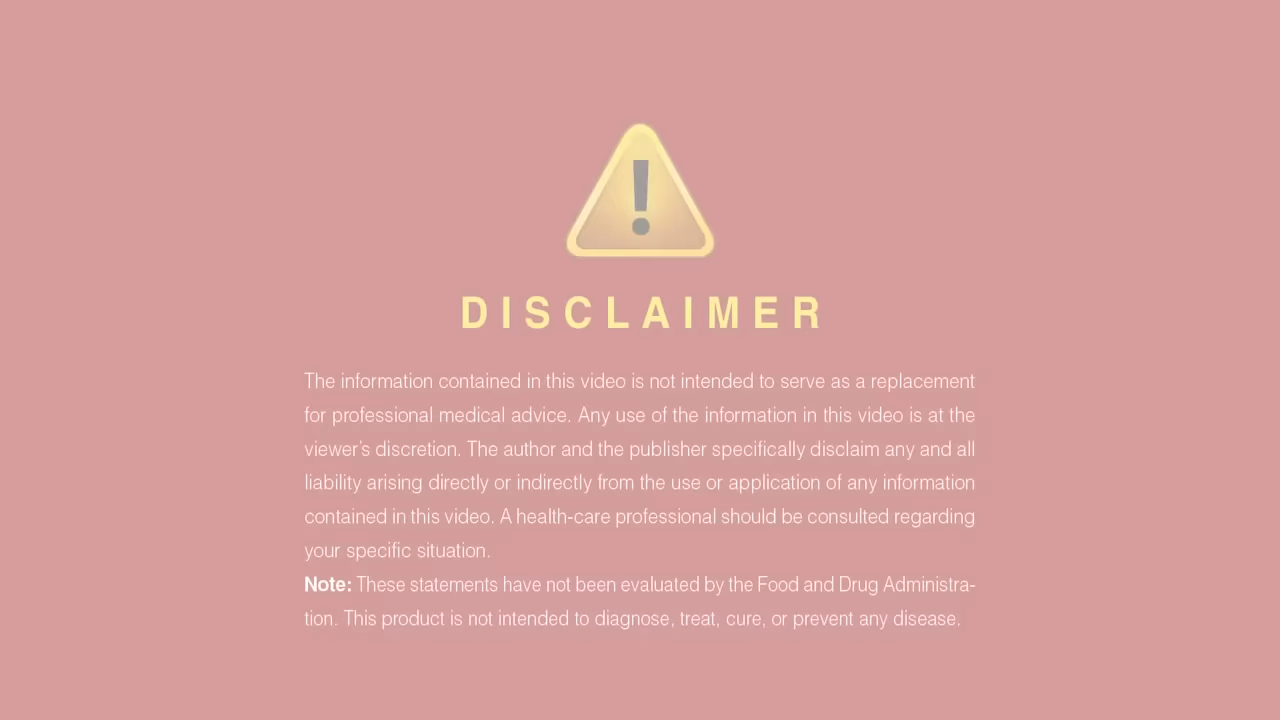 !
DISCLAIMER
The information contained in this video is not intended to serve as a replacement
for professional medical advice. Any use of the information in this video is at the
viewer's discretion. The author and the publisher specifically disclaim any and all
liability arising directly or indirectly from the use or application of any information
contained in this video. A health-care professional should be consulted regarding
your specific situation.
Note: These statements have not been evaluated by the Food and Drug Administra-
tion. This product is not intended to diagnose, treat, cure, or prevent any disease.